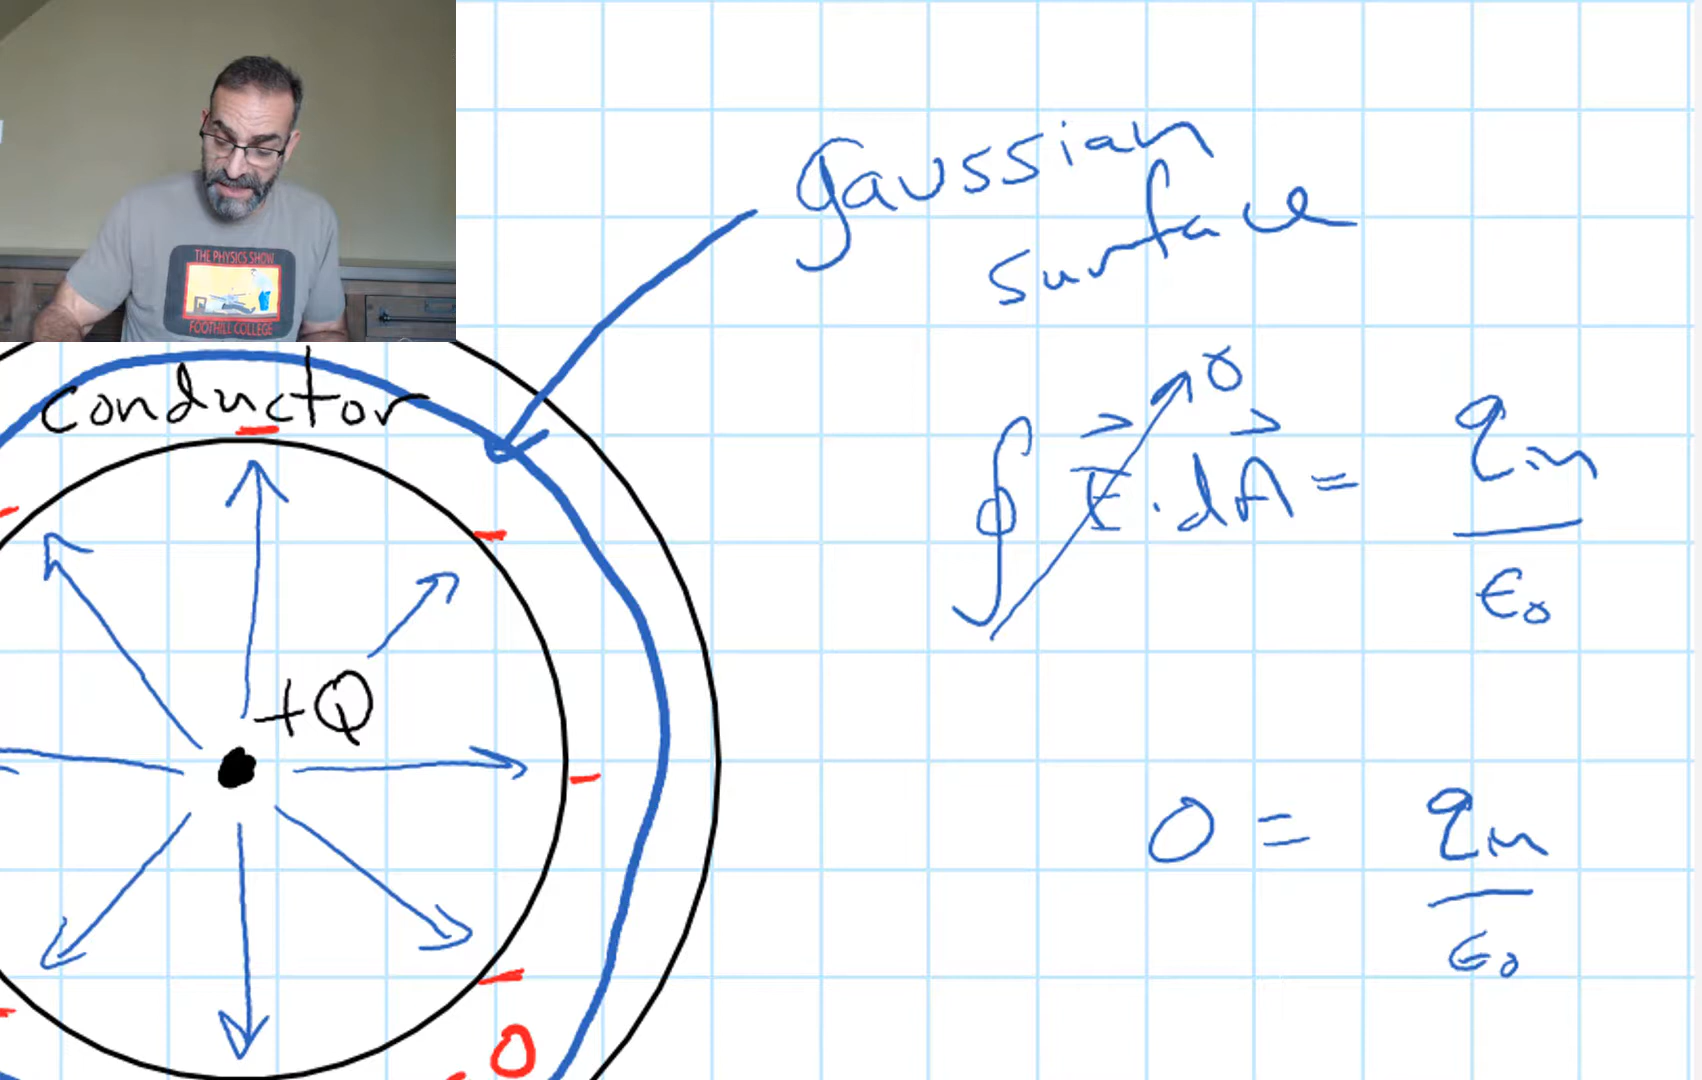 THE PHYSICS SHOW
FOOTHILL COLLEGE
gaussian
surface
conductor
∮ E⃗ · dA⃗ = q_in / ϵ₀
0
+Q
0 = q_in / ϵ₀
-Q